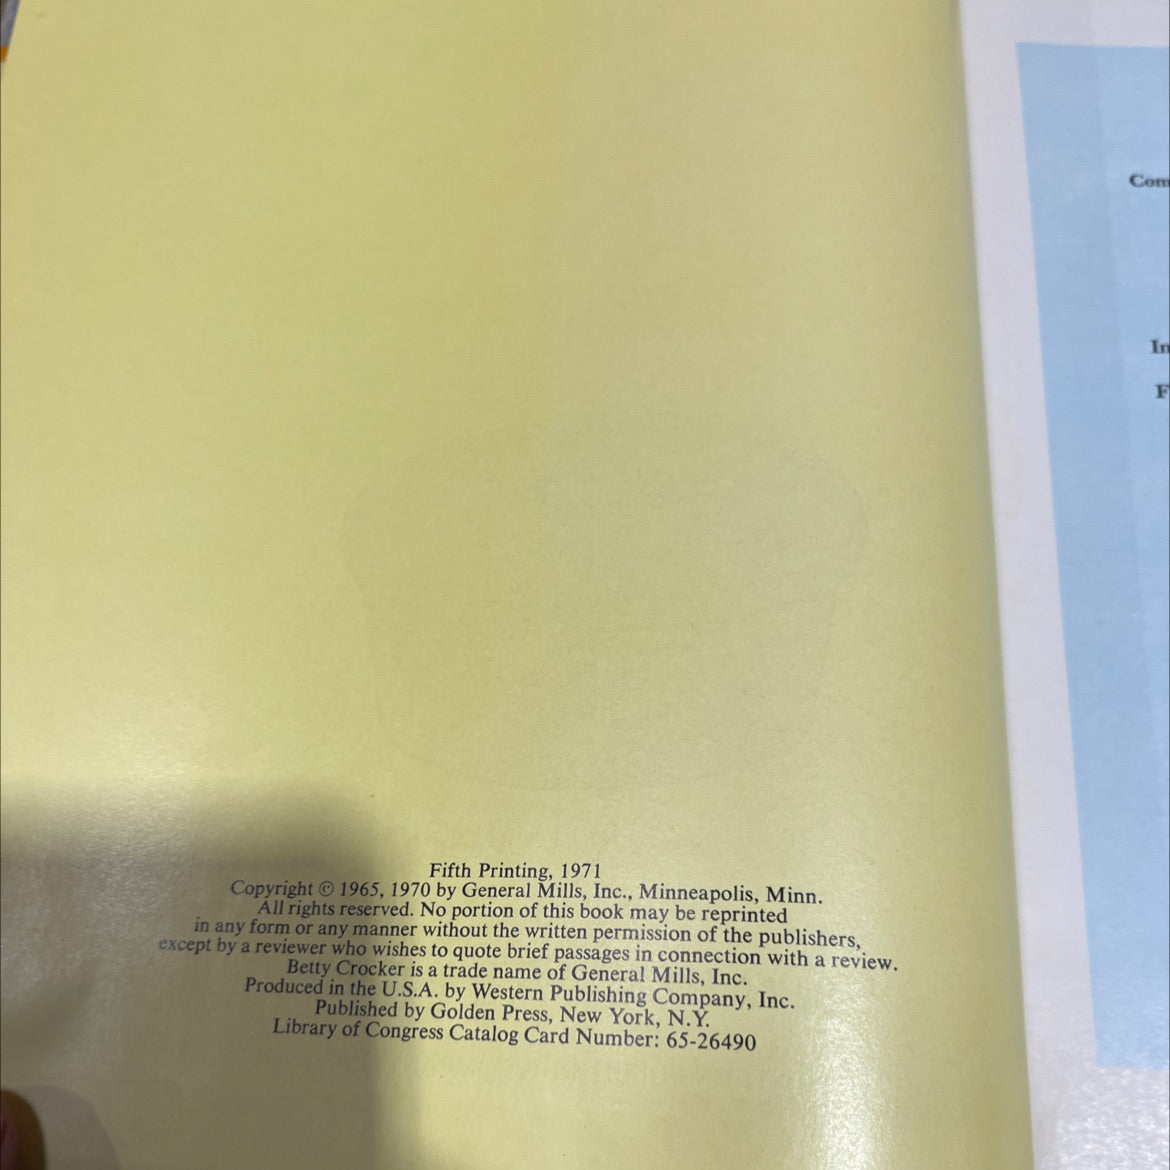 Fifth Printing, 1971
Copyright © 1965, 1970 by General Mills, Inc., Minneapolis, Minn.
All rights reserved. No portion of this book may be reprinted
in any form or any manner without the written permission of the publishers,
except by a reviewer who wishes to quote brief passages in connection with a review.
Betty Crocker is a trade name of General Mills, Inc.
Produced in the U.S.A. by Western Publishing Company, Inc.
Published by Golden Press, New York, N.Y.
Library of Congress Catalog Card Number: 65-26490
Com
In
F